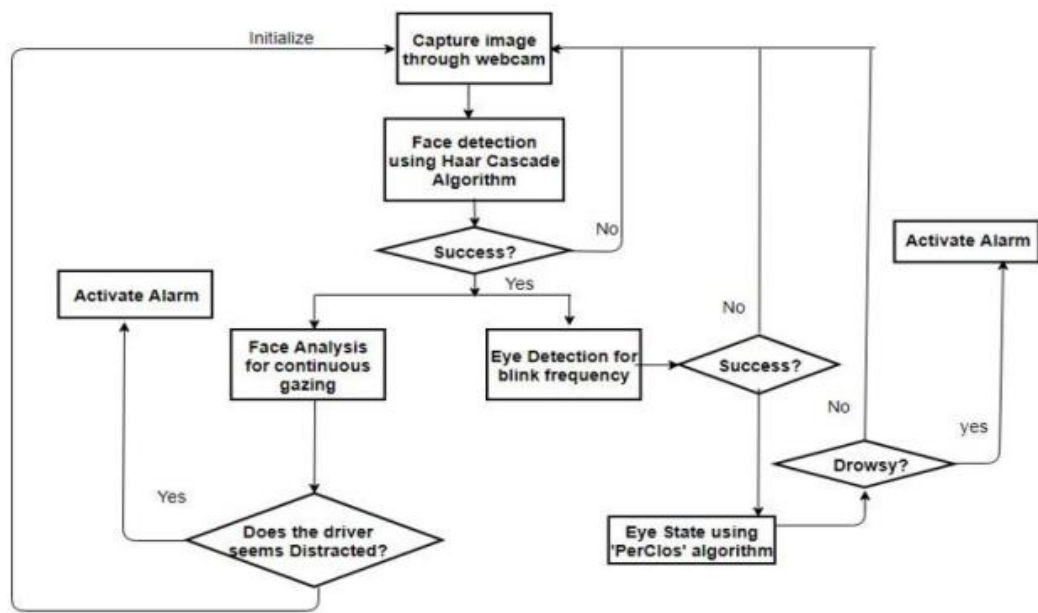 Initialize
Capture image
through webcam
Face detection
using Haar Cascade
Algorithm
No
Success?
Yes
Activate Alarm
Activate Alarm
Face Analysis
for continuous
gazing
Eye Detection for
blink frequency
No
Success?
No
yes
Drowsy?
Yes
Does the driver
seems Distracted?
Eye State using
'PerClos' algorithm